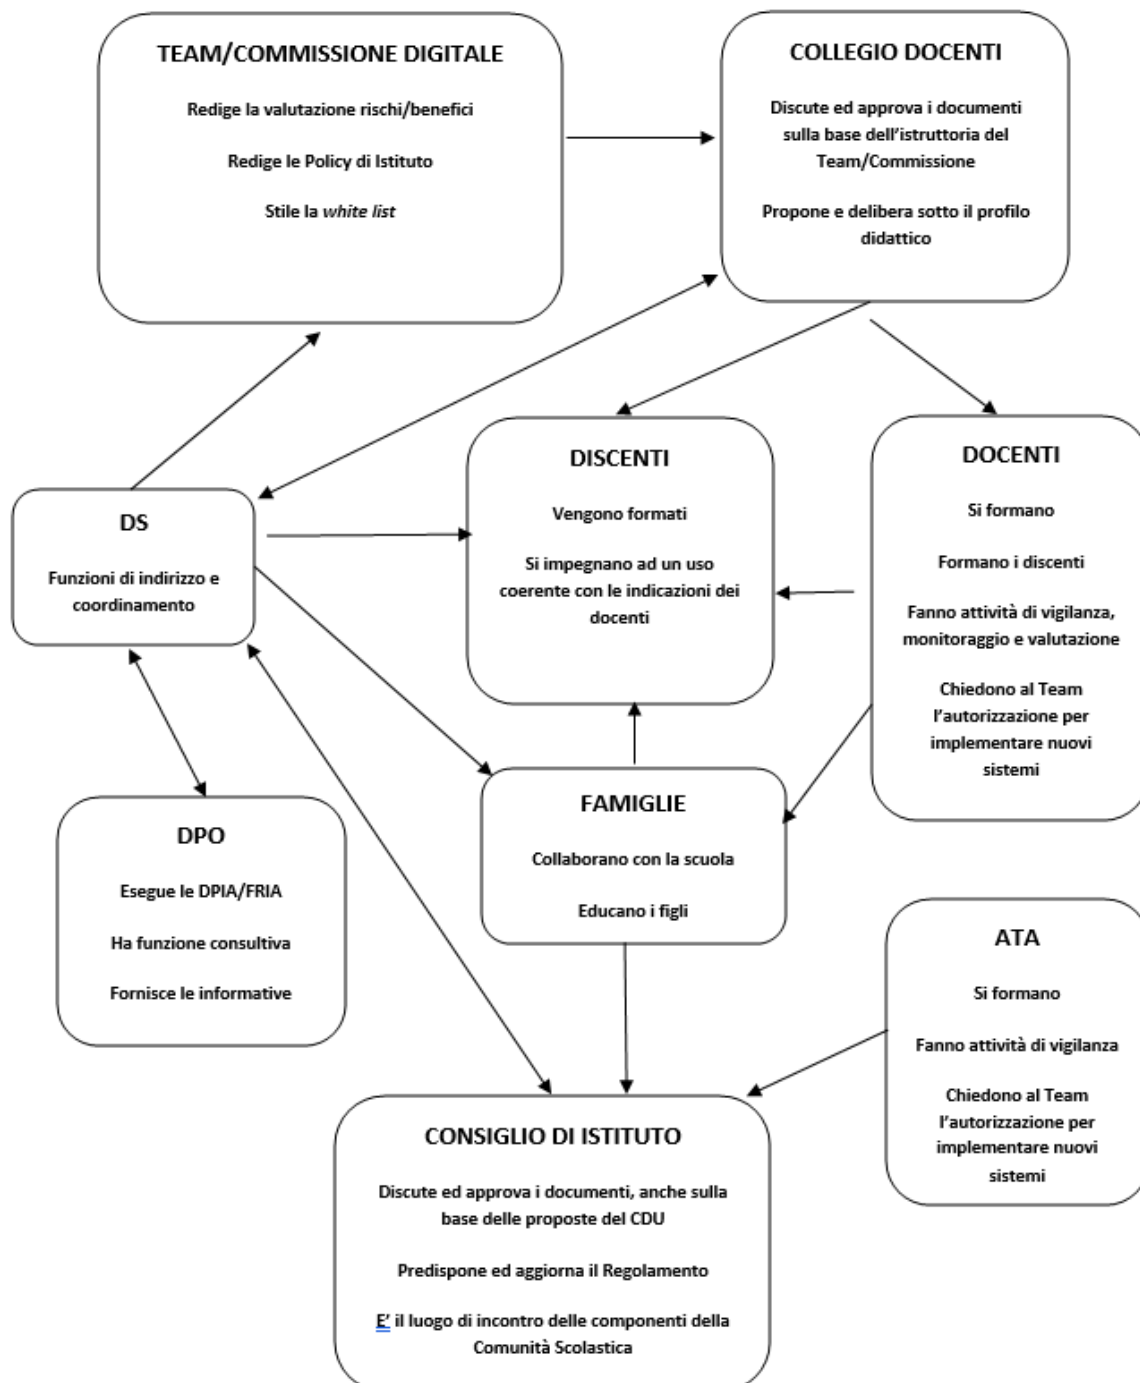 TEAM/COMMISSIONE DIGITALE
Redige la valutazione rischi/benefici
Redige le Policy di Istituto
Stile la white list
COLLEGIO DOCENTI
Discute ed approva i documenti
sulla base dell'istruttoria del
Team/Commissione
Propone e delibera sotto il profilo
didattico
DS
Funzioni di indirizzo e
coordinamento
DISCENTI
Vengono formati
Si impegnano ad un uso
coerente con le indicazioni dei
docenti
DOCENTI
Si formano
Formano i discenti
Fanno attività di vigilanza,
monitoraggio e valutazione
Chiedono al Team
l'autorizzazione per
implementare nuovi
sistemi
DPO
Esegue le DPIA/FRIA
Ha funzione consultiva
Fornisce le informative
FAMIGLIE
Collaborano con la scuola
Educano i figli
ATA
Si formano
Fanno attività di vigilanza
Chiedono al Team
l'autorizzazione per
implementare nuovi
sistemi
CONSIGLIO DI ISTITUTO
Discute ed approva i documenti, anche sulla
base delle proposte del CDU
Predispone ed aggiorna il Regolamento
E' il luogo di incontro delle componenti della
Comunità Scolastica